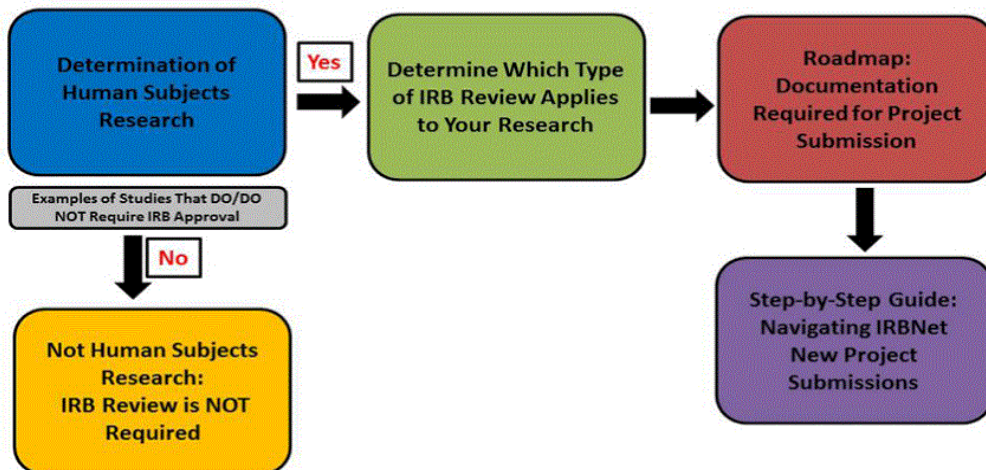 Determination of
Human Subjects
Research
Yes
Determine Which Type
of IRB Review Applies
to Your Research
Roadmap:
Documentation
Required for Project
Submission
Examples of Studies That DO/DO
NOT Require IRB Approval
No
Not Human Subjects
Research:
IRB Review is NOT
Required
Step-by-Step Guide:
Navigating IRBNet
New Project
Submissions